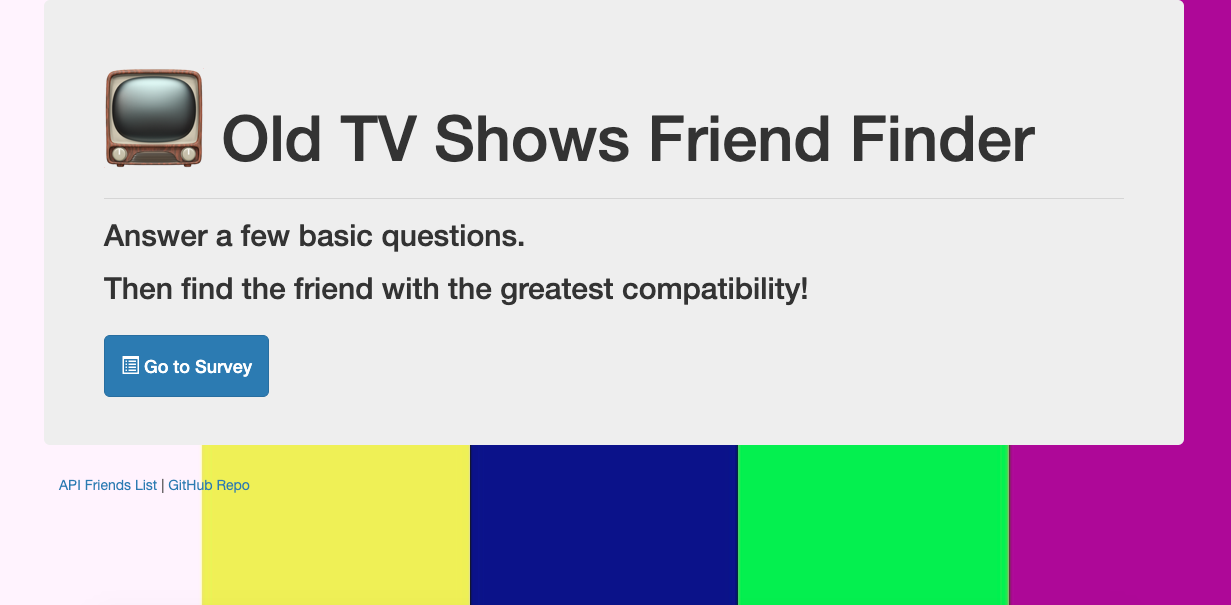 Old TV Shows Friend Finder
Answer a few basic questions.
Then find the friend with the greatest compatibility!
Go to Survey
API Friends List | GitHub Repo